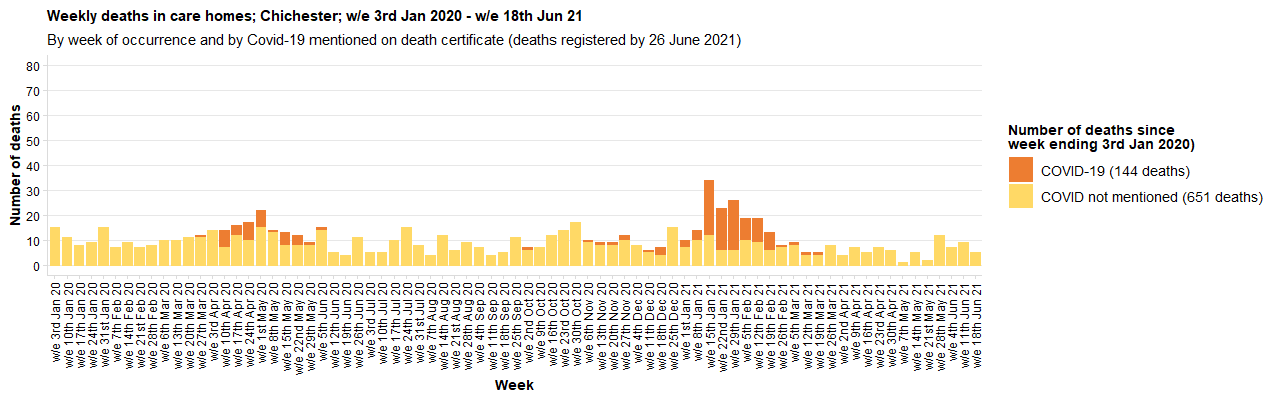 Weekly deaths in care homes; Chichester; w/e 3rd Jan 2020 - w/e 18th Jun 21
By week of occurrence and by Covid-19 mentioned on death certificate (deaths registered by 26 June 2021)
Number of deaths
80
70
60
50
40
30
20
10
0
w/e 3rd Jan 20
w/e 10th Jan 20
w/e 17th Jan 20
w/e 24th Jan 20
w/e 31st Jan 20
w/e 7th Feb 20
w/e 14th Feb 20
w/e 21st Feb 20
w/e 28th Feb 20
w/e 6th Mar 20
w/e 13th Mar 20
w/e 20th Mar 20
w/e 27th Mar 20
w/e 3rd Apr 20
w/e 10th Apr 20
w/e 17th Apr 20
w/e 24th Apr 20
w/e 1st May 20
w/e 8th May 20
w/e 15th May 20
w/e 22nd May 20
w/e 29th May 20
w/e 5th Jun 20
w/e 12th Jun 20
w/e 19th Jun 20
w/e 26th Jun 20
w/e 3rd Jul 20
w/e 10th Jul 20
w/e 17th Jul 20
w/e 24th Jul 20
w/e 31st Jul 20
w/e 7th Aug 20
w/e 14th Aug 20
w/e 21st Aug 20
w/e 28th Aug 20
w/e 4th Sep 20
w/e 11th Sep 20
w/e 18th Sep 20
w/e 25th Sep 20
w/e 2nd Oct 20
w/e 9th Oct 20
w/e 16th Oct 20
w/e 23rd Oct 20
w/e 30th Oct 20
w/e 6th Nov 20
w/e 13th Nov 20
w/e 20th Nov 20
w/e 27th Nov 20
w/e 4th Dec 20
w/e 11th Dec 20
w/e 18th Dec 20
w/e 25th Dec 20
w/e 1st Jan 21
w/e 8th Jan 21
w/e 15th Jan 21
w/e 22nd Jan 21
w/e 29th Jan 21
w/e 5th Feb 21
w/e 12th Feb 21
w/e 19th Feb 21
w/e 26th Feb 21
w/e 5th Mar 21
w/e 12th Mar 21
w/e 19th Mar 21
w/e 26th Mar 21
w/e 2nd Apr 21
w/e 9th Apr 21
w/e 16th Apr 21
w/e 23rd Apr 21
w/e 30th Apr 21
w/e 7th May 21
w/e 14th May 21
w/e 21st May 21
w/e 28th May 21
w/e 4th Jun 21
w/e 11th Jun 21
w/e 18th Jun 21
Week
Number of deaths since
week ending 3rd Jan 2020)
COVID-19 (144 deaths)
COVID not mentioned (651 deaths)